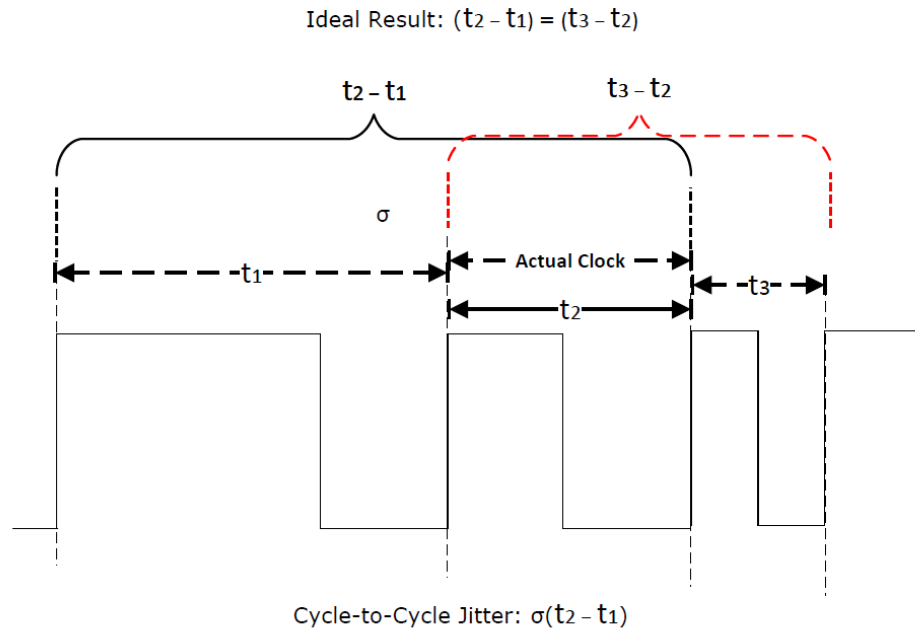 Ideal Result: (t2 – t1) = (t3 – t2)
t2 – t1
t3 – t2
σ
Actual Clock
t1
t2
t3
Cycle-to-Cycle Jitter: σ(t2 – t1)